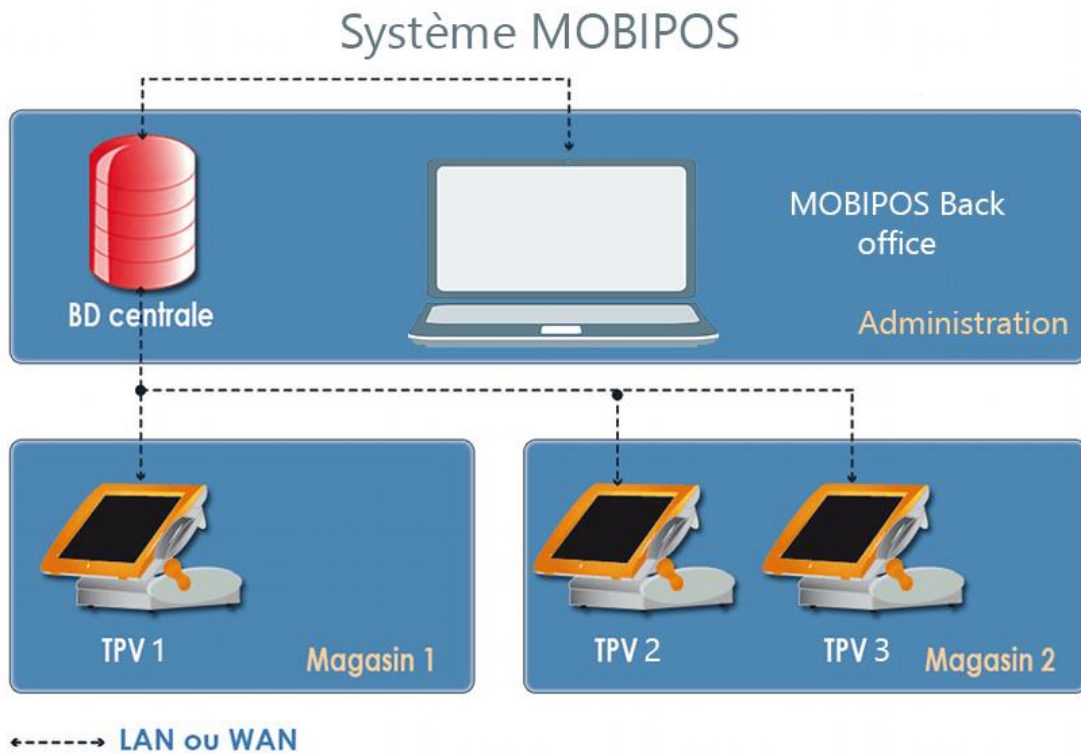 Système MOBIPOS
MOBIPOS Back
office
BD centrale
Administration
TPV 1
Magasin 1
TPV 2
TPV 3
Magasin 2
LAN ou WAN